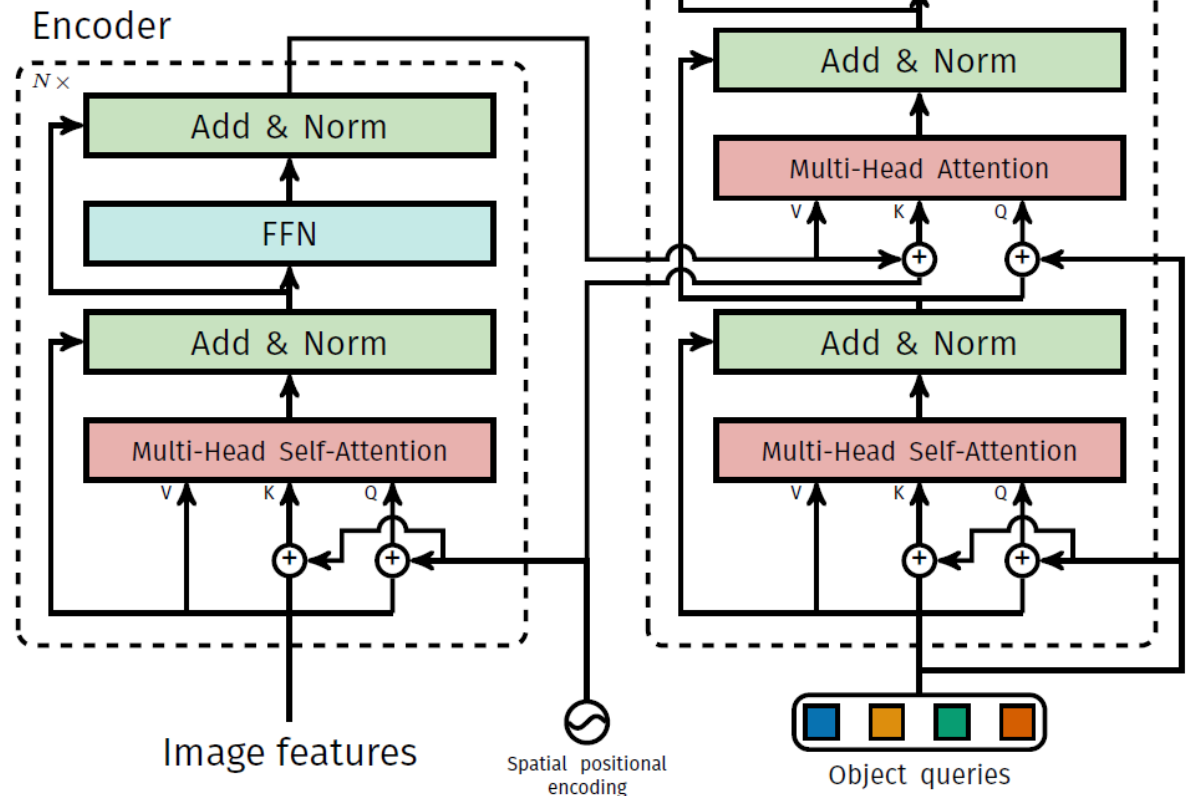 Encoder
N ×
Add & Norm
FFN
Add & Norm
Multi-Head Self-Attention
V K Q
+ +
Image features
Spatial positional
encoding
Add & Norm
Multi-Head Attention
V K Q
+ +
Add & Norm
Multi-Head Self-Attention
V K Q
+ +
Object queries